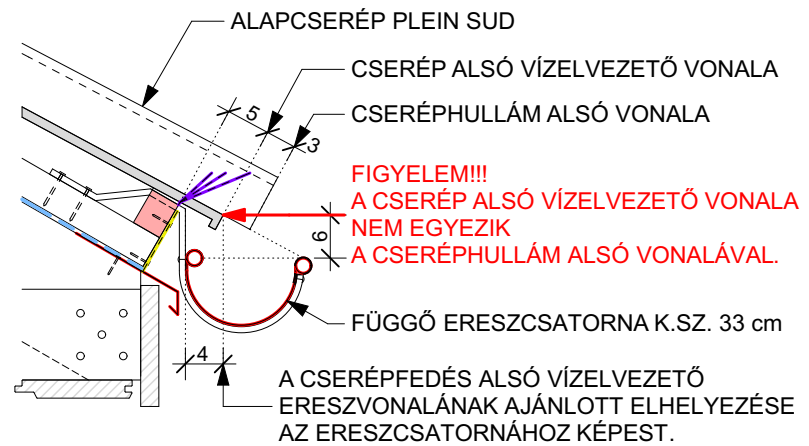 ALAPCSERÉP PLEIN SUD
CSERÉP ALSÓ VÍZELVEZETŐ VONALA
5
CSERÉPHULLÁM ALSÓ VONALA
3
FIGYELEM!!!
A CSERÉP ALSÓ VÍZELVEZETŐ VONALA
NEM EGYEZIK
A CSERÉPHULLÁM ALSÓ VONALÁVAL.
6
FÜGGŐ ERESZCSATORNA K.SZ. 33 cm
4
A CSERÉPFEDÉS ALSÓ VÍZELVEZETŐ
ERESZVONALÁNAK AJÁNLOTT ELHELYEZÉSE
AZ ERESZCSATORNÁHOZ KÉPEST.